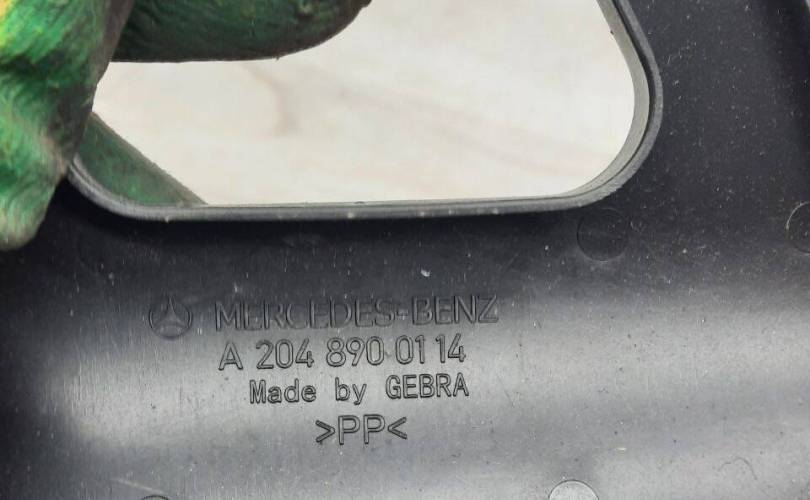 MERCEDES-BENZ
A 204 890 01 14
Made by GEBRA
>PP<